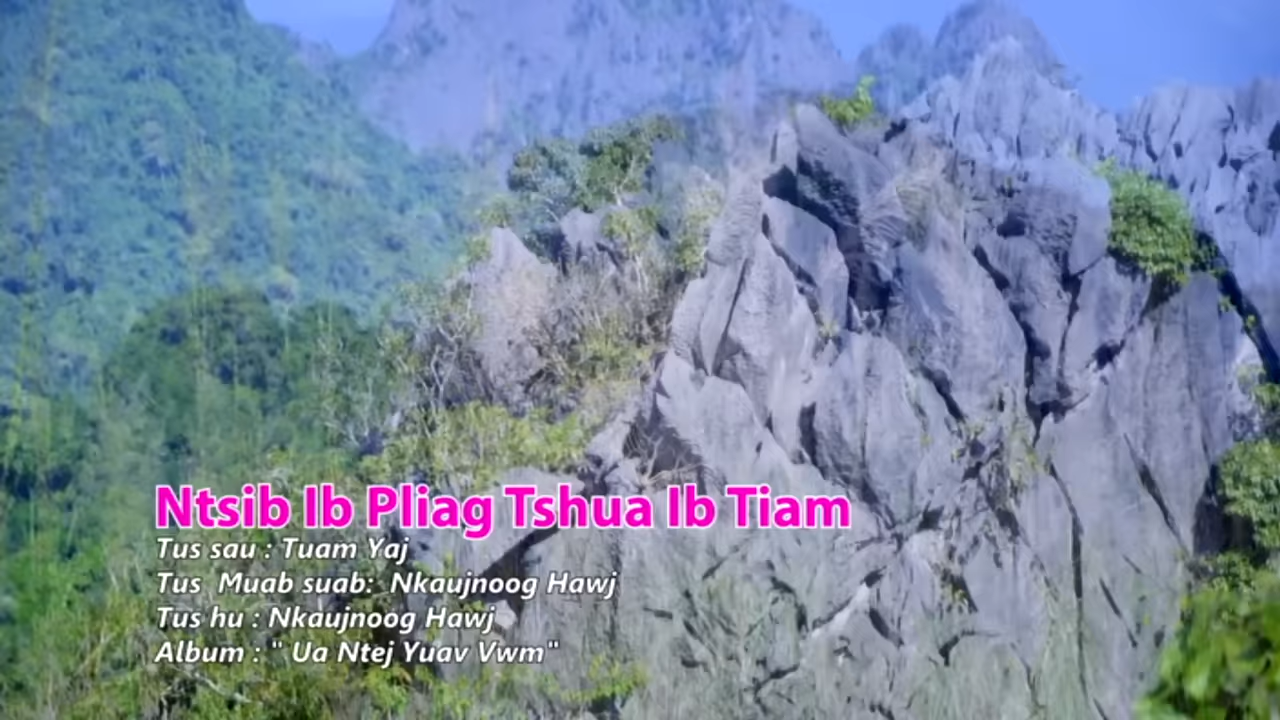 Ntsib Ib Pliag Tshua Ib Tiam
Tus sau : Tuam Yaj
Tus Muab suab: Nkaujnoog Hawj
Tus hu : Nkaujnoog Hawj
Album : " Ua Ntej Yuav Vwm"